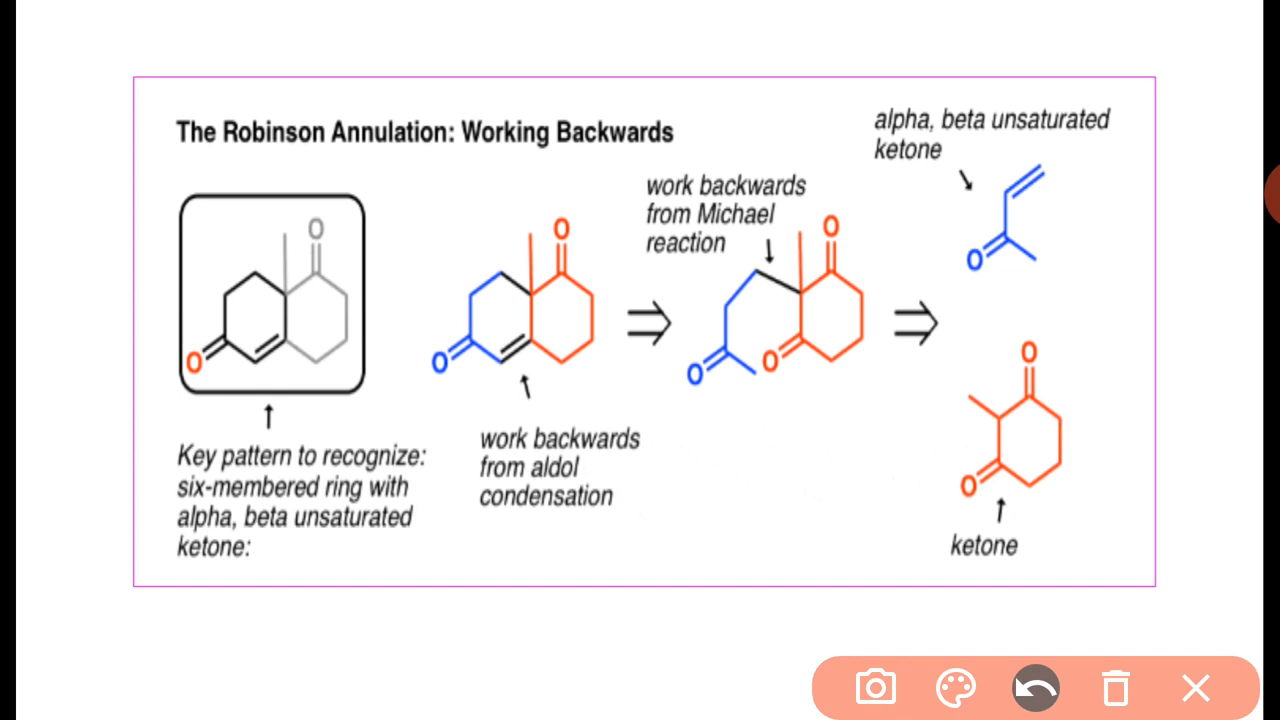 The Robinson Annulation: Working Backwards
alpha, beta unsaturated
ketone
work backwards
from Michael
reaction
O
O
O
O
O
O
O
O
O
O
Key pattern to recognize:
six-membered ring with
alpha, beta unsaturated
ketone:
work backwards
from aldol
condensation
ketone